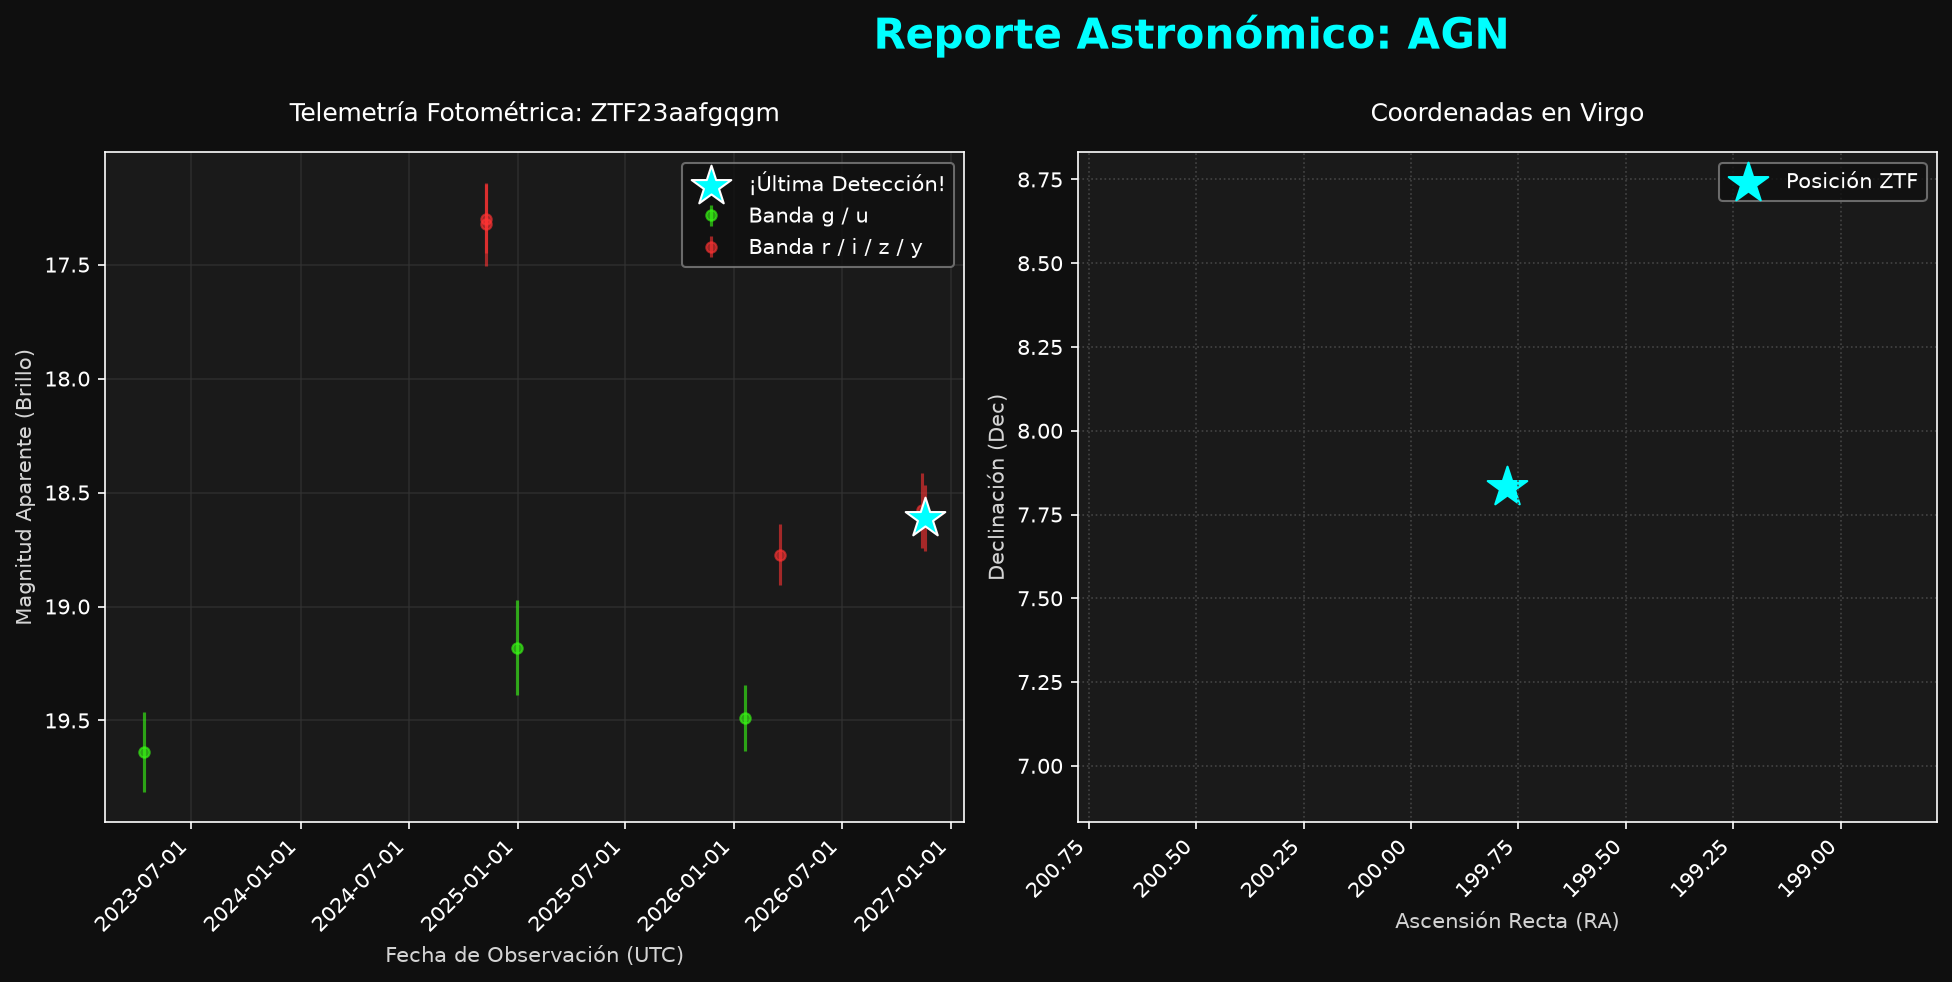 Reporte Astronómico: AGN
Telemetría Fotométrica: ZTF23aafgqgm
¡Última Detección!
Banda g / u
Banda r / i / z / y
Magnitud Aparente (Brillo)
17.5
18.0
18.5
19.0
19.5
2023-07-01
2024-01-01
2024-07-01
2025-01-01
2025-07-01
2026-01-01
2026-07-01
2027-01-01
Fecha de Observación (UTC)
Coordenadas en Virgo
Posición ZTF
Declinación (Dec)
8.75
8.50
8.25
8.00
7.75
7.50
7.25
7.00
200.75
200.50
200.25
200.00
199.75
199.50
199.25
199.00
Ascensión Recta (RA)